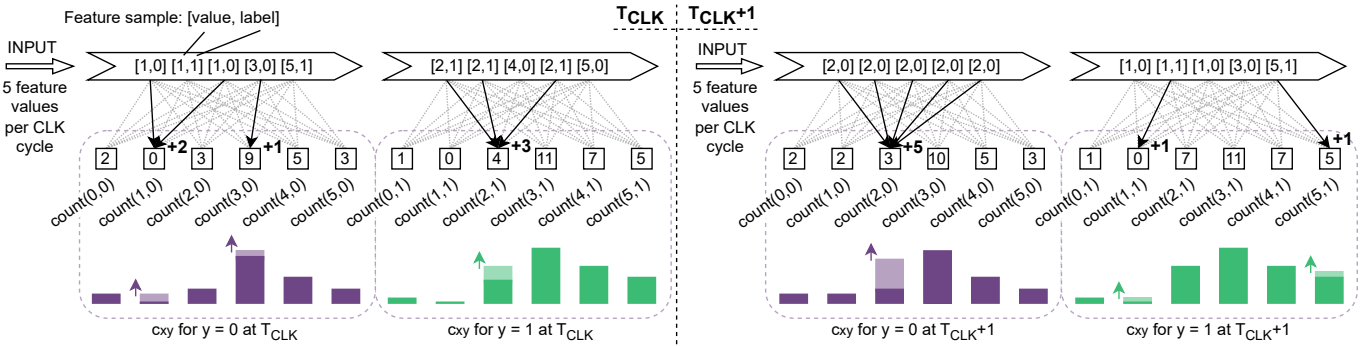 Feature sample: [value, label]
T_CLK T_CLK+1
INPUT
5 feature
values
per CLK
cycle
[1,0] [1,1] [1,0] [3,0] [5,1]
+2 +1
2 0 3 9 5 3
count(0,0) count(1,0) count(2,0) count(3,0) count(4,0) count(5,0)
cxy for y = 0 at T_CLK
[2,1] [2,1] [4,0] [2,1] [5,0]
+3
1 0 4 11 7 5
count(0,1) count(1,1) count(2,1) count(3,1) count(4,1) count(5,1)
cxy for y = 1 at T_CLK
INPUT
5 feature
values
per CLK
cycle
[2,0] [2,0] [2,0] [2,0] [2,0]
+5
2 2 3 10 5 3
count(0,0) count(1,0) count(2,0) count(3,0) count(4,0) count(5,0)
cxy for y = 0 at T_CLK+1
[1,0] [1,1] [1,0] [3,0] [5,1]
+1 +1
1 0 7 11 7 5
count(0,1) count(1,1) count(2,1) count(3,1) count(4,1) count(5,1)
cxy for y = 1 at T_CLK+1